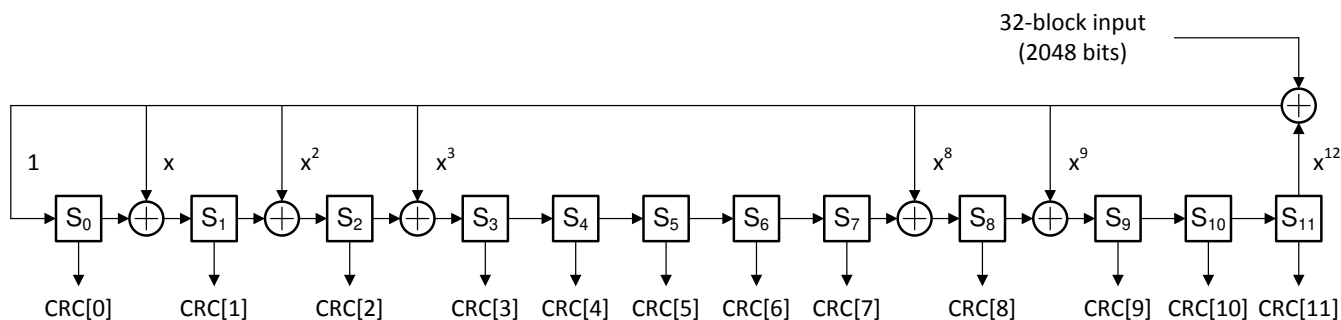 32-block input
(2048 bits)
1 x x² x³ x⁸ x⁹ x¹²
S₀ S₁ S₂ S₃ S₄ S₅ S₆ S₇ S₈ S₉ S₁₀ S₁₁
CRC[0] CRC[1] CRC[2] CRC[3] CRC[4] CRC[5] CRC[6] CRC[7] CRC[8] CRC[9] CRC[10] CRC[11]